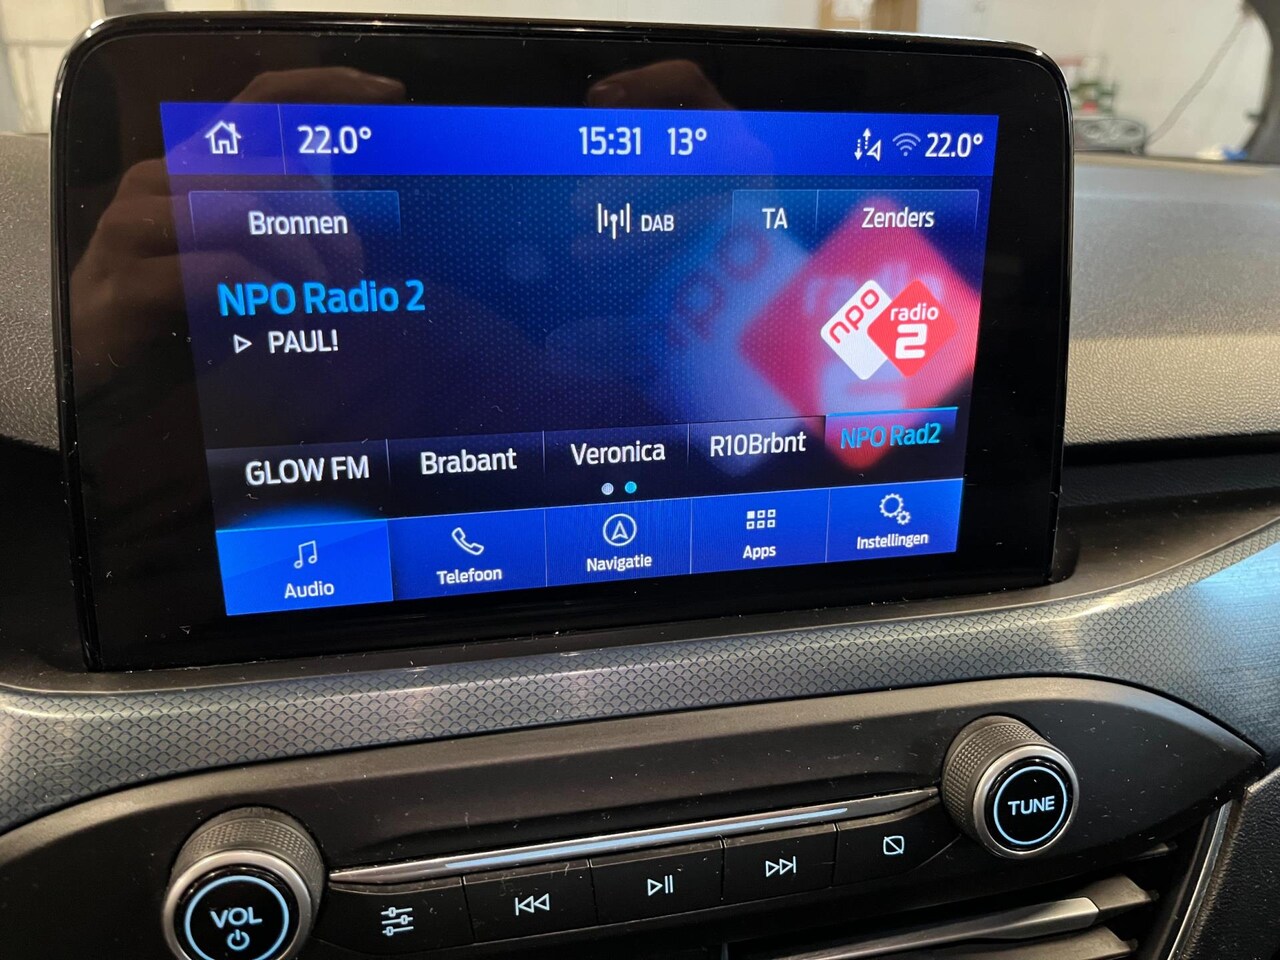 22.0° 15:31 13° 22.0°
Bronnen DAB TA Zenders
NPO Radio 2
PAUL!
npo radio 2
GLOW FM Brabant Veronica R10Brbnt NPO Rad2
Audio Telefoon Navigatie Apps Instellingen
TUNE
VOL